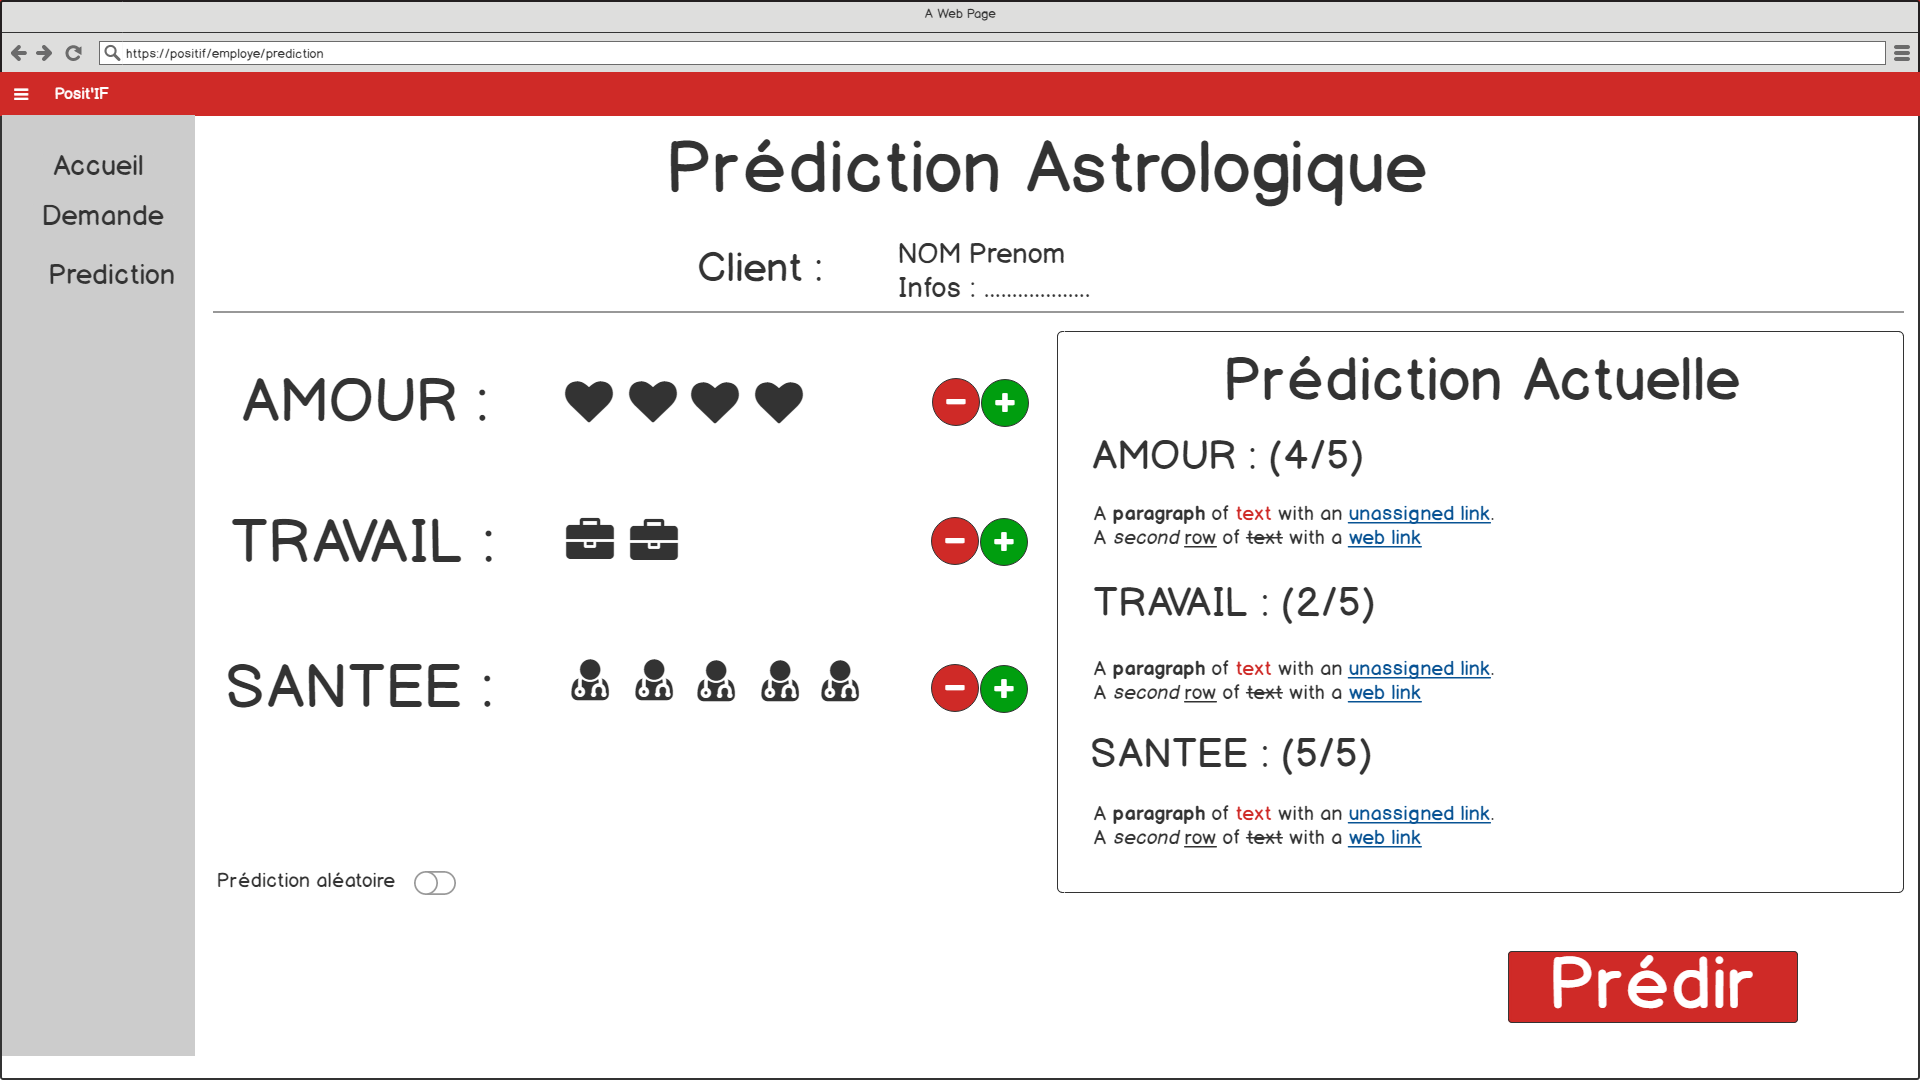 A Web Page
https://positif/employe/prediction
Posit'IF
Accueil
Demande
Prediction
Prédiction Astrologique
Client :
NOM Prenom
Infos : ...................
AMOUR :
TRAVAIL :
SANTEE :
Prédiction aléatoire
Prédiction Actuelle
AMOUR : (4/5)
A paragraph of text with an unassigned link.
A second row of text with a web link
TRAVAIL : (2/5)
A paragraph of text with an unassigned link.
A second row of text with a web link
SANTEE : (5/5)
A paragraph of text with an unassigned link.
A second row of text with a web link
Prédir